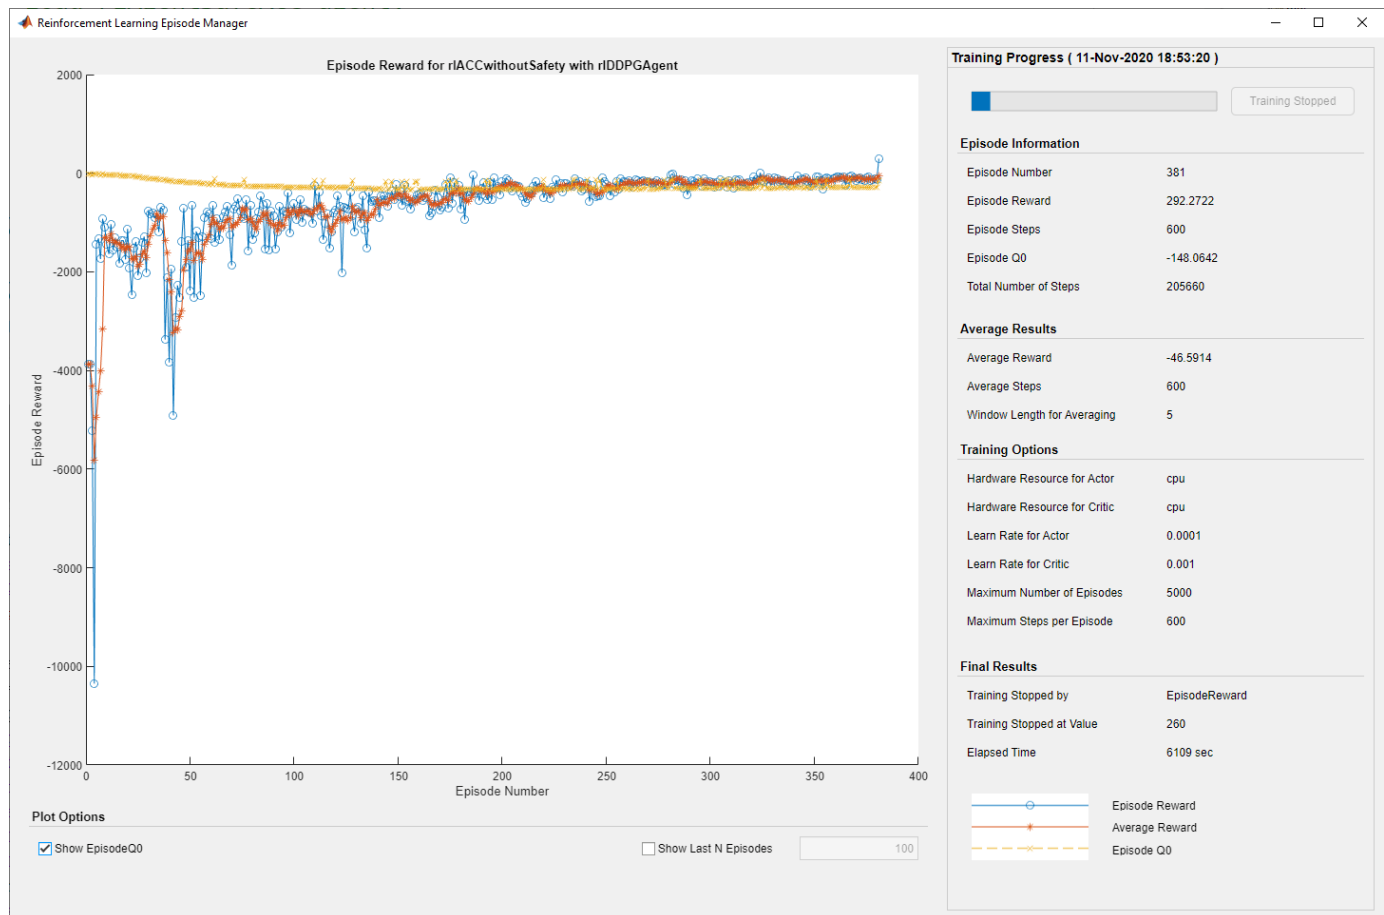 Reinforcement Learning Episode Manager
Episode Reward for rlACCwithoutSafety with rlDDPGAgent
2000
0
-2000
-4000
-6000
-8000
-10000
-12000
Episode Reward
0 50 100 150 200 250 300 350 400
Episode Number
Plot Options
Show EpisodeQ0
Show Last N Episodes 100
Training Progress ( 11-Nov-2020 18:53:20 )
Training Stopped
Episode Information
Episode Number 381
Episode Reward 292.2722
Episode Steps 600
Episode Q0 -148.0642
Total Number of Steps 205660
Average Results
Average Reward -46.5914
Average Steps 600
Window Length for Averaging 5
Training Options
Hardware Resource for Actor cpu
Hardware Resource for Critic cpu
Learn Rate for Actor 0.0001
Learn Rate for Critic 0.001
Maximum Number of Episodes 5000
Maximum Steps per Episode 600
Final Results
Training Stopped by EpisodeReward
Training Stopped at Value 260
Elapsed Time 6109 sec
Episode Reward
Average Reward
Episode Q0